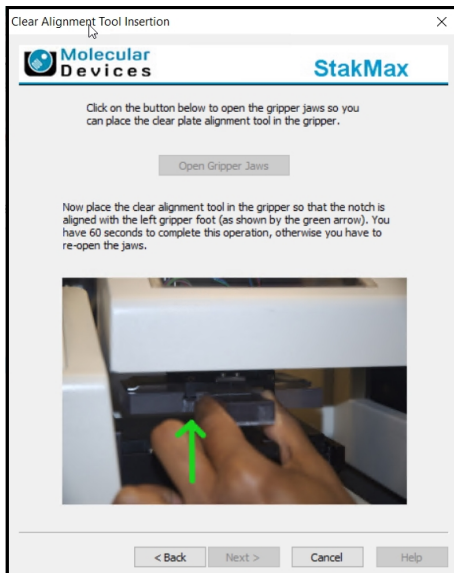 Clear Alignment Tool Insertion
Molecular
Devices
StakMax
Click on the button below to open the gripper jaws so you
can place the clear plate alignment tool in the gripper.
Open Gripper Jaws
Now place the clear alignment tool in the gripper so that the notch is
aligned with the left gripper foot (as shown by the green arrow). You
have 60 seconds to complete this operation, otherwise you have to
re-open the jaws.
< Back
Next >
Cancel
Help